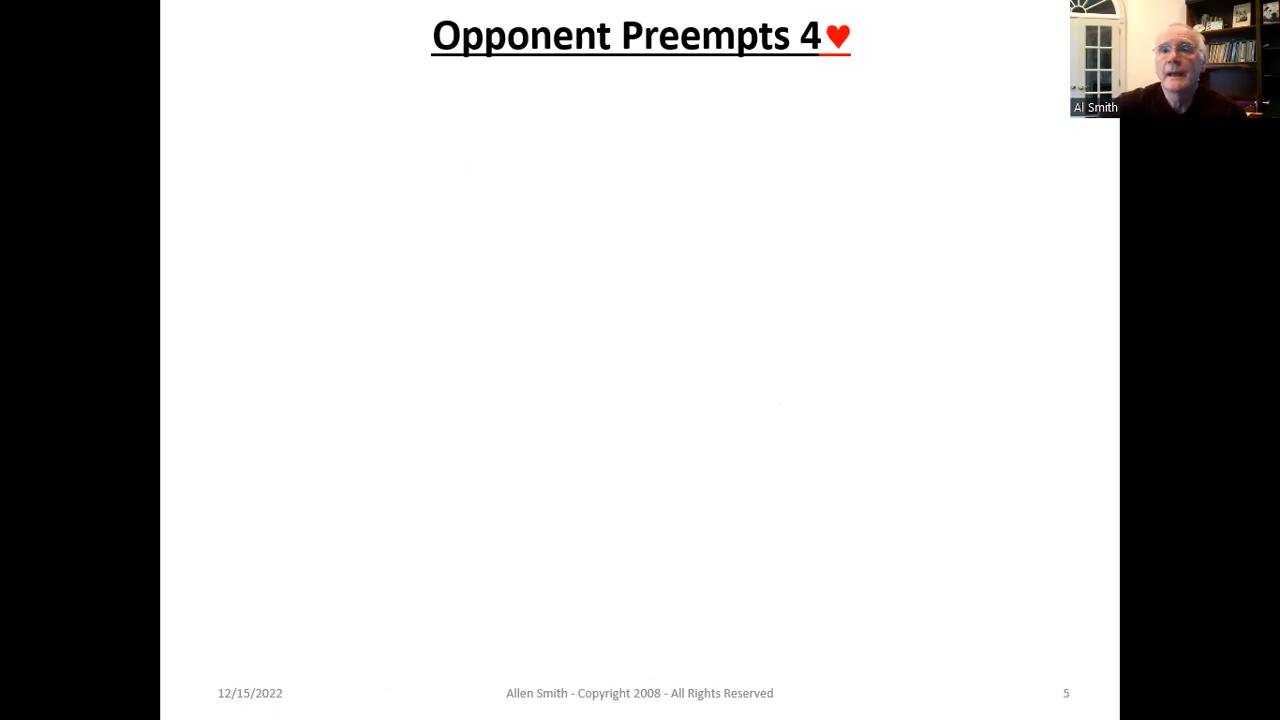 Opponent Preempts 4♥
Al Smith
12/15/2022
Allen Smith - Copyright 2008 - All Rights Reserved
5